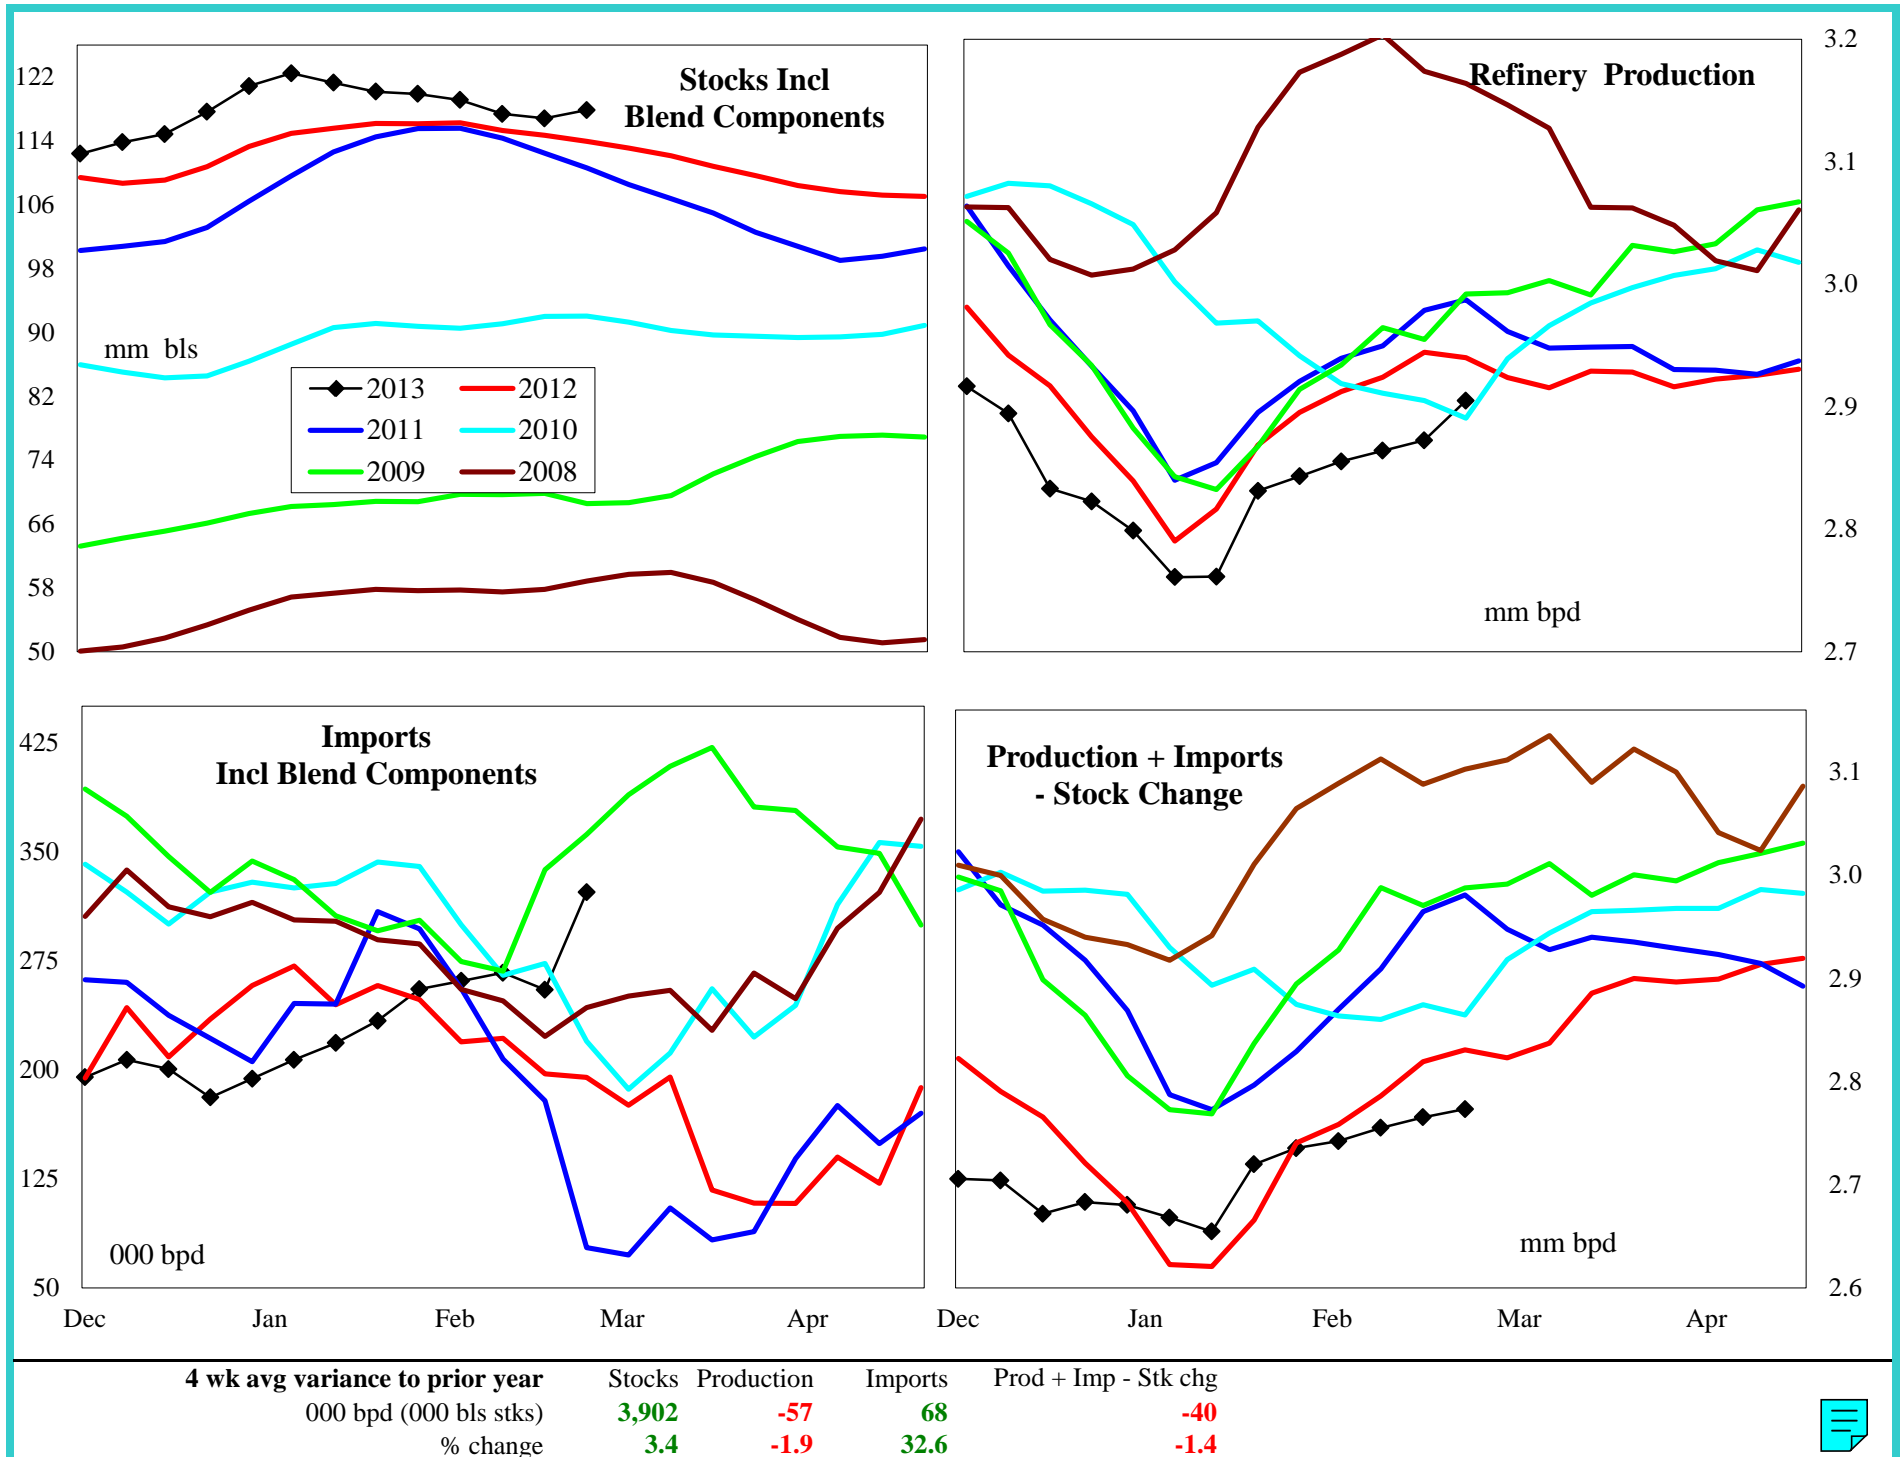 Stocks Incl
Blend Components
122
114
106
98
90
82
74
66
58
50
mm bls
2013 2012
2011 2010
2009 2008
Refinery Production
3.2
3.1
3.0
2.9
2.8
2.7
mm bpd
Imports
Incl Blend Components
425
350
275
200
125
50
000 bpd
Dec Jan Feb Mar Apr
Production + Imports
- Stock Change
3.1
3.0
2.9
2.8
2.7
2.6
mm bpd
Dec Jan Feb Mar Apr
4 wk avg variance to prior year Stocks Production Imports Prod + Imp - Stk chg
000 bpd (000 bls stks) 3,902 -57 68 -40
% change 3.4 -1.9 32.6 -1.4